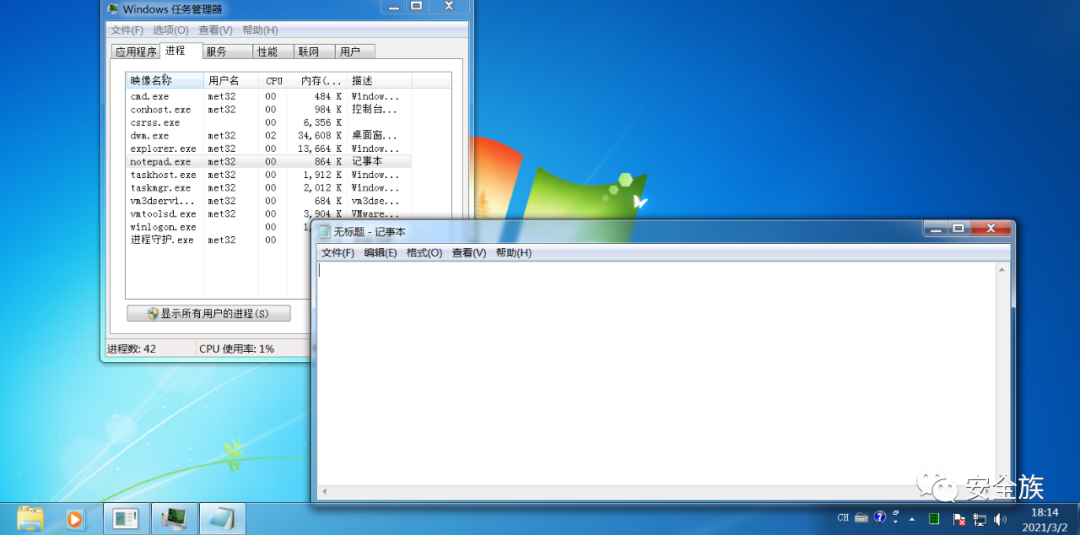 Windows 任务管理器
文件(F) 选项(O) 查看(V) 帮助(H)
应用程序 进程 服务 性能 联网 用户
映像名称 用户名 CPU 内存(... 描述
cmd.exe met32 00 484 K Window...
conhost.exe met32 00 984 K 控制台...
csrss.exe 00 6,356 K
dwm.exe met32 02 34,608 K 桌面窗...
explorer.exe met32 00 13,664 K Window...
notepad.exe met32 00 864 K 记事本
taskhost.exe met32 00 1,912 K Window...
taskmgr.exe met32 00 2,012 K Window...
vm3dservi... met32 00 684 K vm3dse...
vmtoolsd.exe met32 00 3,904 K VMware...
winlogon.exe 00
进程守护.exe met32 00
显示所有用户的进程(S)
进程数: 42 CPU 使用率: 1%
无标题 - 记事本
文件(F) 编辑(E) 格式(O) 查看(V) 帮助(H)
安全族
CH
18:14
2021/3/2